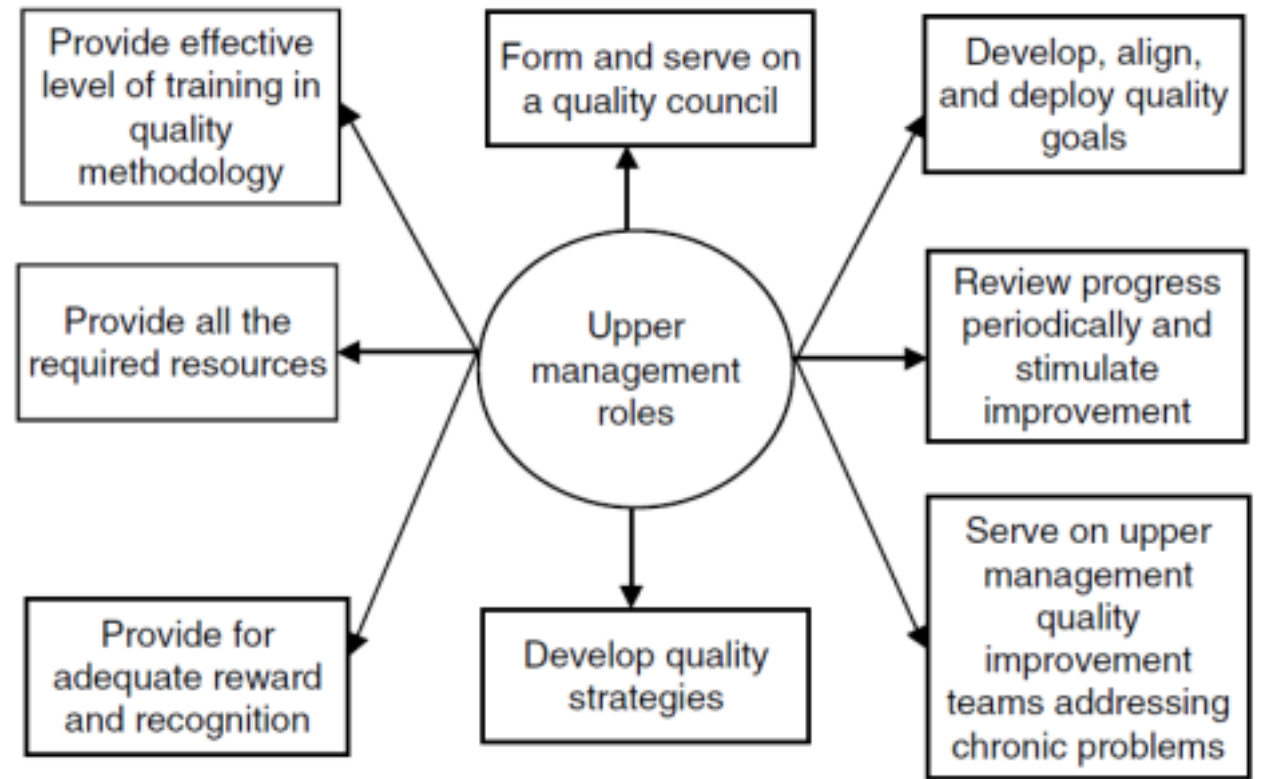 Provide effective
level of training in
quality
methodology
Form and serve on
a quality council
Develop, align,
and deploy quality
goals
Provide all the
required resources
Upper
management
roles
Review progress
periodically and
stimulate
improvement
Provide for
adequate reward
and recognition
Develop quality
strategies
Serve on upper
management
quality
improvement
teams addressing
chronic problems